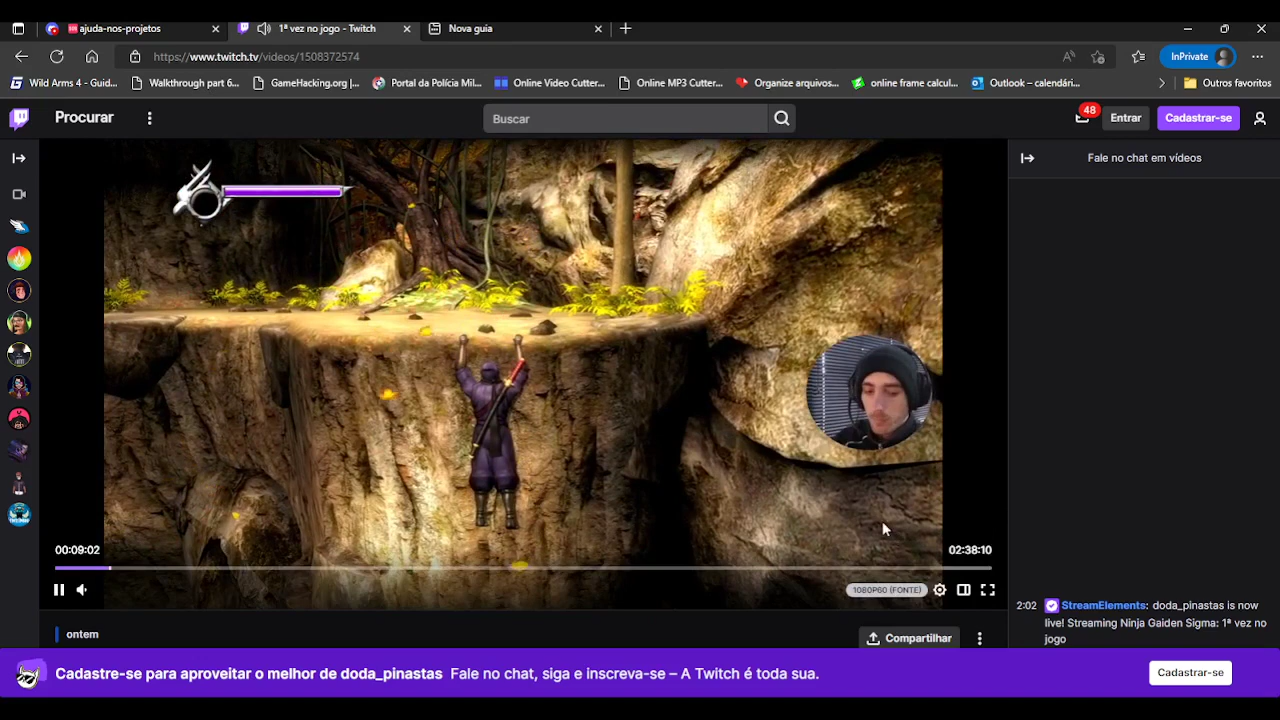 ajuda-nos-projetos
1ª vez no jogo - Twitch
Nova guia
https://www.twitch.tv/videos/1508372574
InPrivate
Wild Arms 4 - Guid...
Walkthrough part 6...
GameHacking.org |...
Portal da Polícia Mil...
Online Video Cutter...
Online MP3 Cutter...
Organize arquivos...
online frame calcul...
Outlook – calendári...
Outros favoritos
Procurar
Buscar
48
Entrar
Cadastrar-se
Fale no chat em vídeos
00:09:02
02:38:10
1080P60 (FONTE)
2:02 StreamElements: doda_pinastas is now
live! Streaming Ninja Gaiden Sigma: 1ª vez no
jogo
ontem
Compartilhar
Cadastre-se para aproveitar o melhor de doda_pinastas Fale no chat, siga e inscreva-se – A Twitch é toda sua.
Cadastrar-se